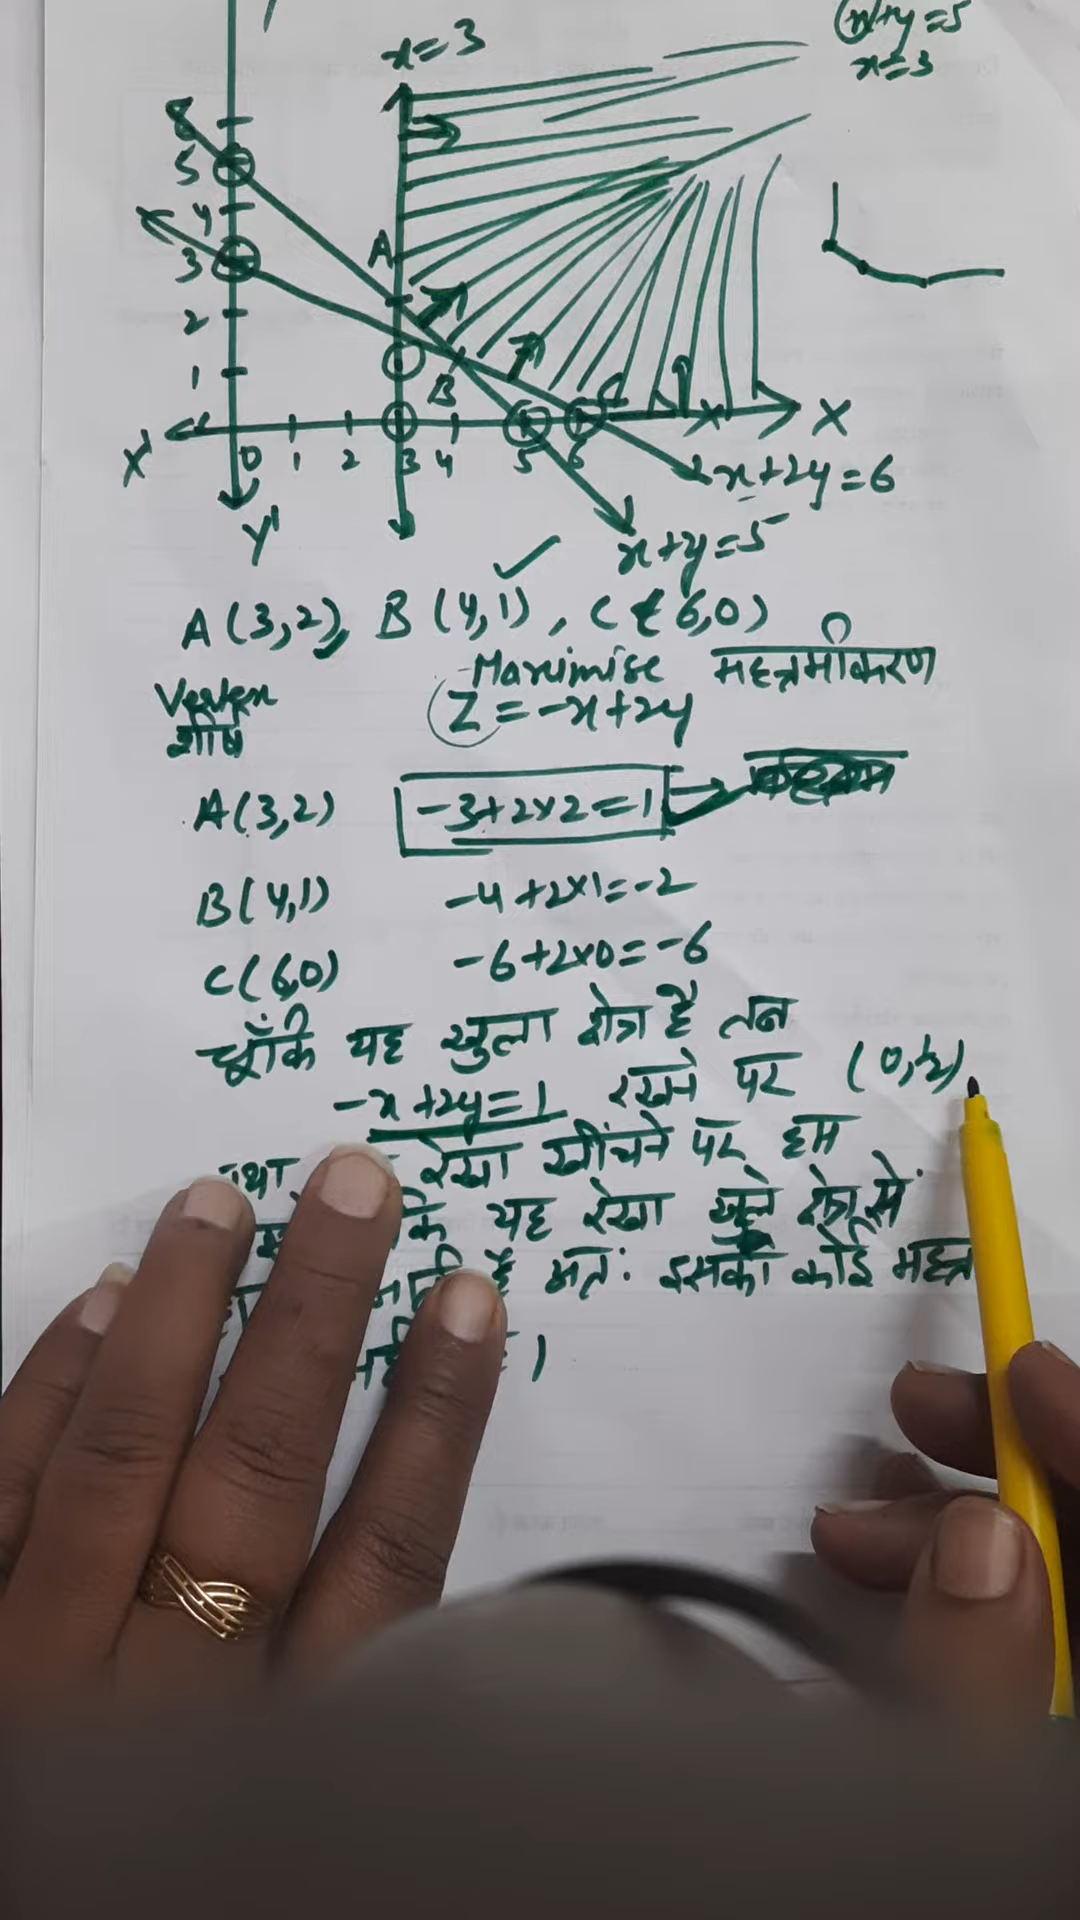 x+y=5
x=3
x=3
8
5
4
3
2
1
A
B
C
X' 0 1 2 3 4 5 6 X
Y'
x+2y=6
x+y=5
A(3,2), B(4,1), C(6,0)
Maximise महत्तमीकरण
Vertex Z=-x+2y
शीर्ष
A(3,2) -3+2×2=1
B(4,1) -4+2×1=-2
C(6,0) -6+2×0=-6
चूँकि यह खुला क्षेत्र है तब
-x+2y=1 रखने पर (0,½)
रेखा खींचने पर हम
यह रेखा खुले क्षेत्र से
है अतः इसका कोई महत्त
।